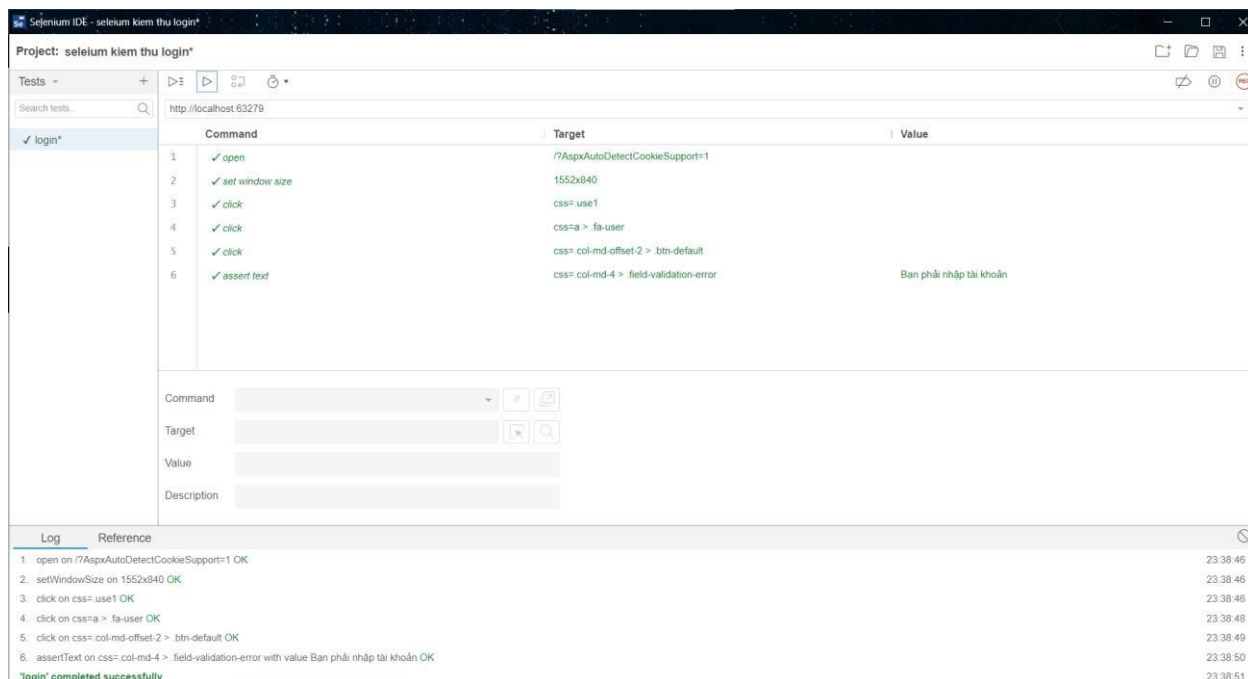 Selenium IDE - seleium kiem thu login*
Project: seleium kiem thu login*
Tests
Search tests...
http://localhost:63279
✓ login*
Command Target Value
1 ✓ open /?AspxAutoDetectCookieSupport=1
2 ✓ set window size 1552x840
3 ✓ click css=.use1
4 ✓ click css=a > .fa-user
5 ✓ click css=.col-md-offset-2 > .btn-default
6 ✓ assert text css=.col-md-4 > .field-validation-error Bạn phải nhập tài khoản
Command //
Target
Value
Description
Log Reference
1. open on /?AspxAutoDetectCookieSupport=1 OK 23:38:46
2. setWindowSize on 1552x840 OK 23:38:46
3. click on css=.use1 OK 23:38:46
4. click on css=a > .fa-user OK 23:38:48
5. click on css=.col-md-offset-2 > .btn-default OK 23:38:49
6. assertText on css=.col-md-4 > .field-validation-error with value Bạn phải nhập tài khoản OK 23:38:50
'login' completed successfully 23:38:51